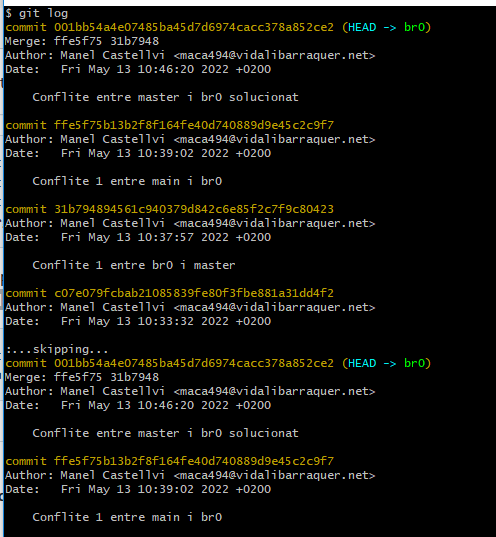 $ git log
commit 001bb54a4e07485ba45d7d6974cacc378a852ce2 (HEAD -> br0)
Merge: ffe5f75 31b7948
Author: Manel Castellvi <maca494@vidalibarraquer.net>
Date:   Fri May 13 10:46:20 2022 +0200
Conflite entre master i br0 solucionat
commit ffe5f75b13b2f8f164fe40d740889d9e45c2c9f7
Author: Manel Castellvi <maca494@vidalibarraquer.net>
Date:   Fri May 13 10:39:02 2022 +0200
Conflite 1 entre main i br0
commit 31b794894561c940379d842c6e85f2c7f9c80423
Author: Manel Castellvi <maca494@vidalibarraquer.net>
Date:   Fri May 13 10:37:57 2022 +0200
Conflite 1 entre br0 i master
commit c07e079fcbab21085839fe80f3fbe881a31dd4f2
Author: Manel Castellvi <maca494@vidalibarraquer.net>
Date:   Fri May 13 10:33:32 2022 +0200
:...skipping...
commit 001bb54a4e07485ba45d7d6974cacc378a852ce2 (HEAD -> br0)
Merge: ffe5f75 31b7948
Author: Manel Castellvi <maca494@vidalibarraquer.net>
Date:   Fri May 13 10:46:20 2022 +0200
Conflite entre master i br0 solucionat
commit ffe5f75b13b2f8f164fe40d740889d9e45c2c9f7
Author: Manel Castellvi <maca494@vidalibarraquer.net>
Date:   Fri May 13 10:39:02 2022 +0200
Conflite 1 entre main i br0